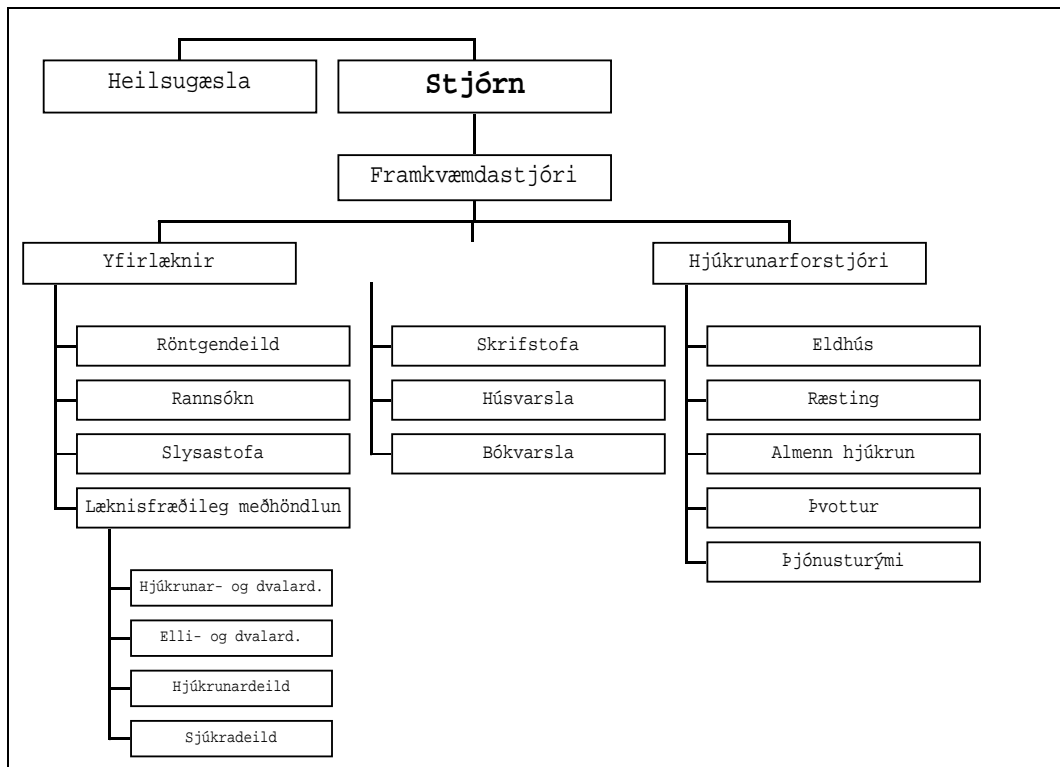 Heilsugæsla
Stjórn
Framkvæmdastjóri
Yfirlæknir
Hjúkrunarforstjóri
Röntgendeild
Rannsókn
Slysastofa
Læknisfræðileg meðhöndlun
Hjúkrunar- og dvalard.
Elli- og dvalard.
Hjúkrunardeild
Sjúkradeild
Skrifstofa
Húsvarsla
Bókvarsla
Eldhús
Ræsting
Almenn hjúkrun
Þvottur
Þjónusturými